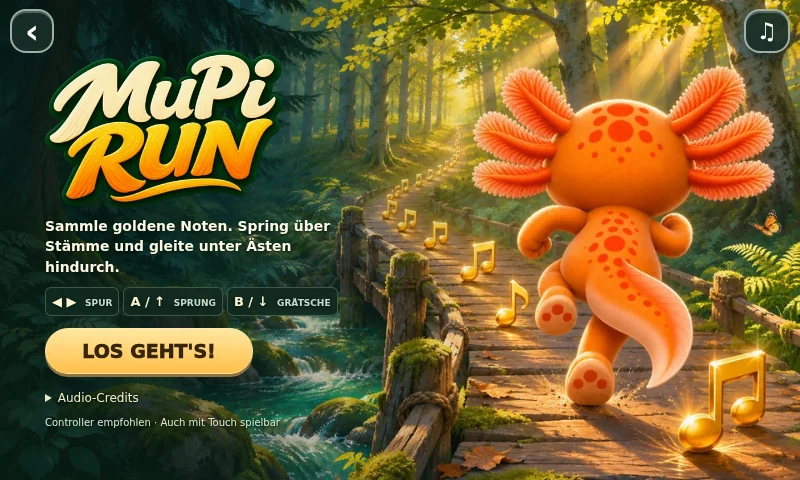 MuPi
RUN
Sammle goldene Noten. Spring über
Stämme und gleite unter Ästen
hindurch.
◀ ▶ SPUR A / ↑ SPRUNG B / ↓ GRÄTSCHE
LOS GEHT'S!
▶ Audio-Credits
Controller empfohlen · Auch mit Touch spielbar